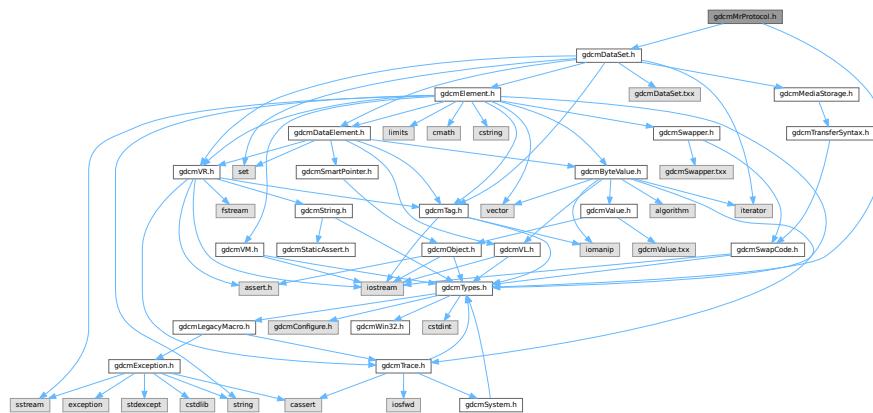 gdcmMrProtocol.h
gdcmDataSet.h
gdcmElement.h
gdcmDataSet.txx
gdcmMediaStorage.h
gdcmDataElement.h
limits
cmath
cstring
gdcmSwapper.h
gdcmTransferSyntax.h
gdcmVR.h
set
gdcmSmartPointer.h
gdcmByteValue.h
gdcmSwapper.txx
fstream
gdcmString.h
gdcmTag.h
vector
gdcmValue.h
algorithm
iterator
gdcmVM.h
gdcmStaticAssert.h
gdcmObject.h
gdcmVL.h
iomanip
gdcmValue.txx
gdcmSwapCode.h
assert.h
iostream
gdcmTypes.h
gdcmLegacyMacro.h
gdcmConfigure.h
gdcmWin32.h
cstdint
gdcmException.h
gdcmTrace.h
sstream
exception
stdexcept
cstdlib
string
cassert
iosfwd
gdcmSystem.h